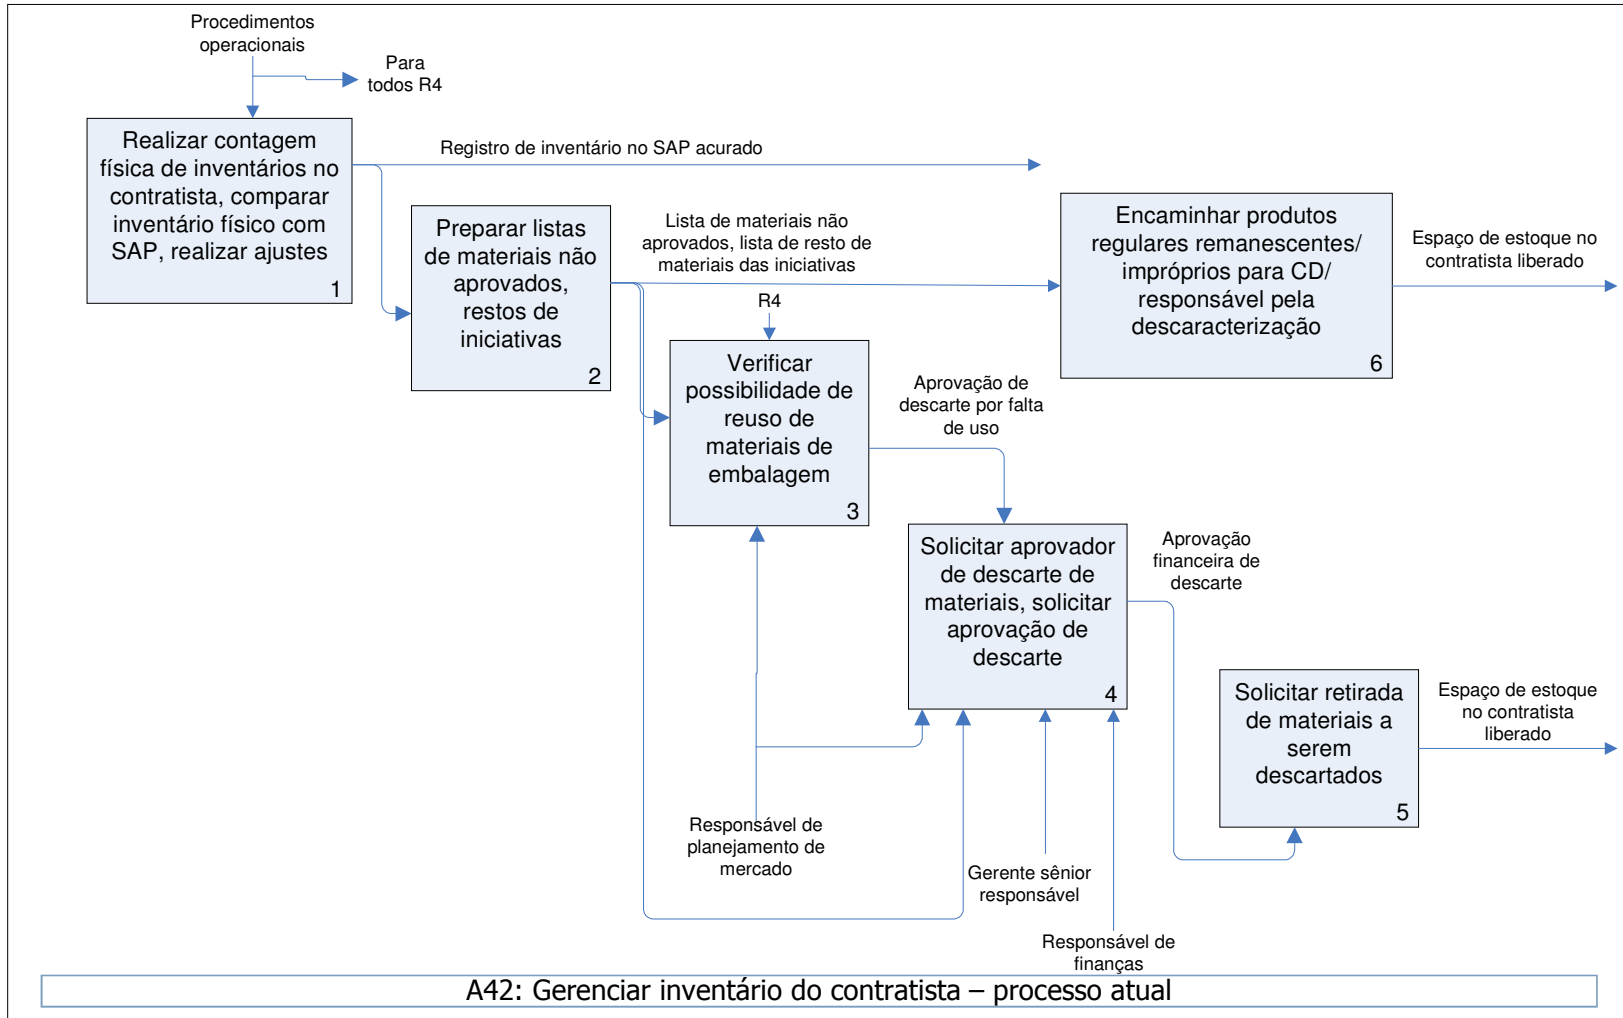 Procedimentos
operacionais
Para
todos R4
Realizar contagem
física de inventários no
contratista, comparar
inventário físico com
SAP, realizar ajustes
1
Registro de inventário no SAP acurado
Preparar listas
de materiais não
aprovados,
restos de
iniciativas
2
Lista de materiais não
aprovados, lista de resto de
materiais das iniciativas
R4
Encaminhar produtos
regulares remanescentes/
impróprios para CD/
responsável pela
descaracterização
6
Espaço de estoque no
contratista liberado
Verificar
possibilidade de
reuso de
materiais de
embalagem
3
Aprovação de
descarte por falta
de uso
Solicitar aprovador
de descarte de
materiais, solicitar
aprovação de
descarte
4
Aprovação
financeira de
descarte
Solicitar retirada
de materiais a
serem
descartados
5
Espaço de estoque
no contratista
liberado
Responsável de
planejamento de
mercado
Gerente sênior
responsável
Responsável de
finanças
A42: Gerenciar inventário do contratista – processo atual